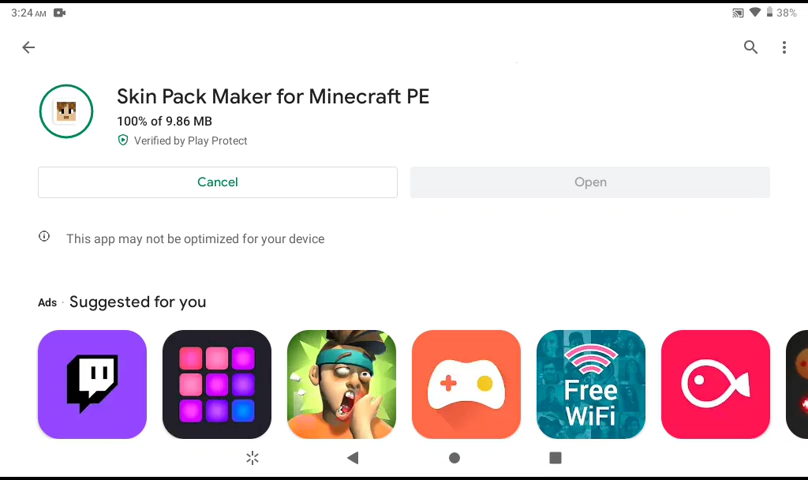 3:24 AM
38%
Skin Pack Maker for Minecraft PE
100% of 9.86 MB
Verified by Play Protect
Cancel
Open
This app may not be optimized for your device
Ads · Suggested for you
Free
WiFi